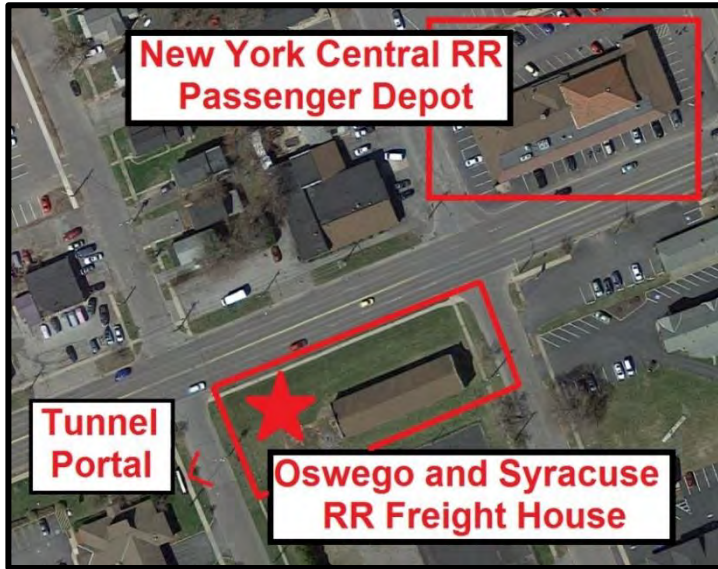 New York Central RR
Passenger Depot
Tunnel
Portal
Oswego and Syracuse
RR Freight House